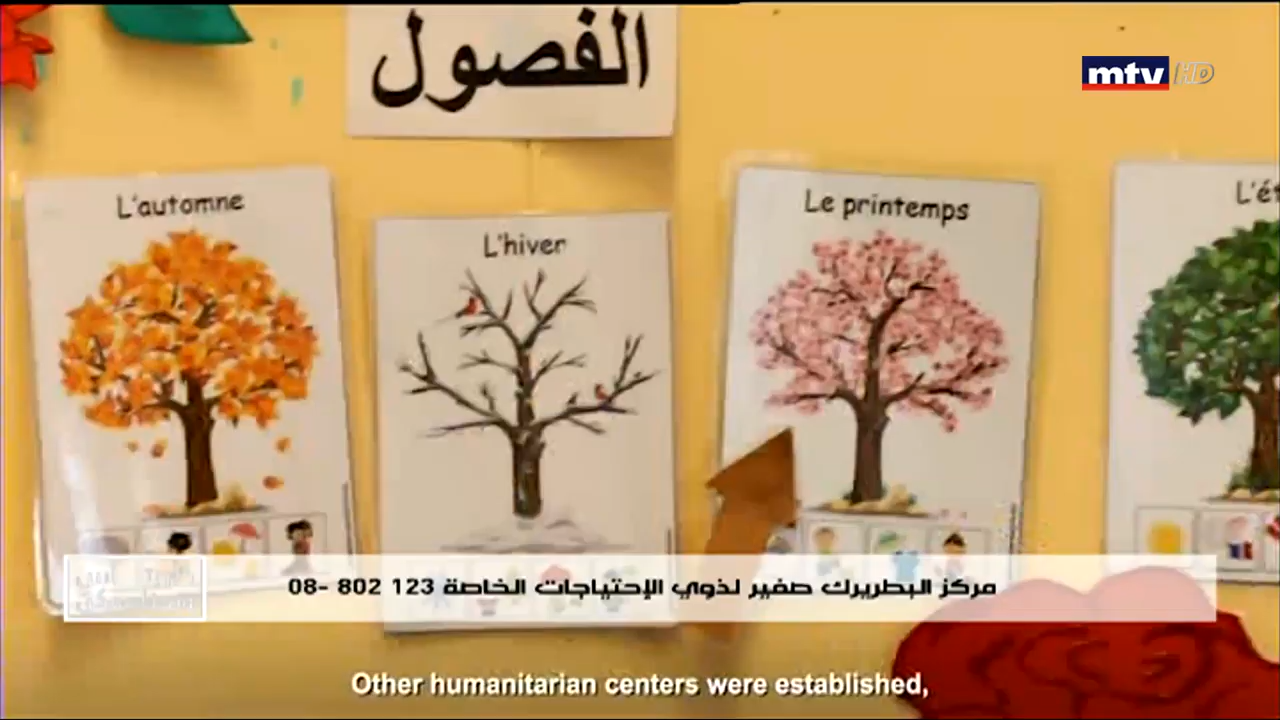 الفصول
mtv HD
L'automne
L'hiver
Le printemps
مركز البطريرك صفير لذوي الإحتياجات الخاصة 123 802 -08
Other humanitarian centers were established,